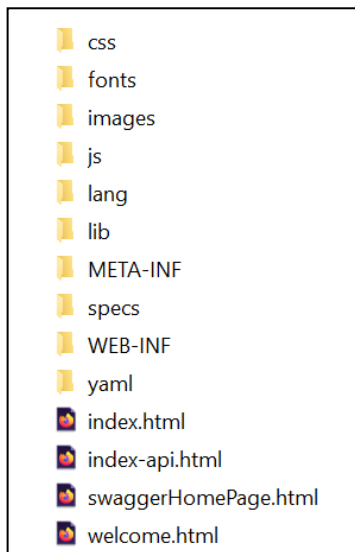 css
fonts
images
js
lang
lib
META-INF
specs
WEB-INF
yaml
index.html
index-api.html
swaggerHomePage.html
welcome.html